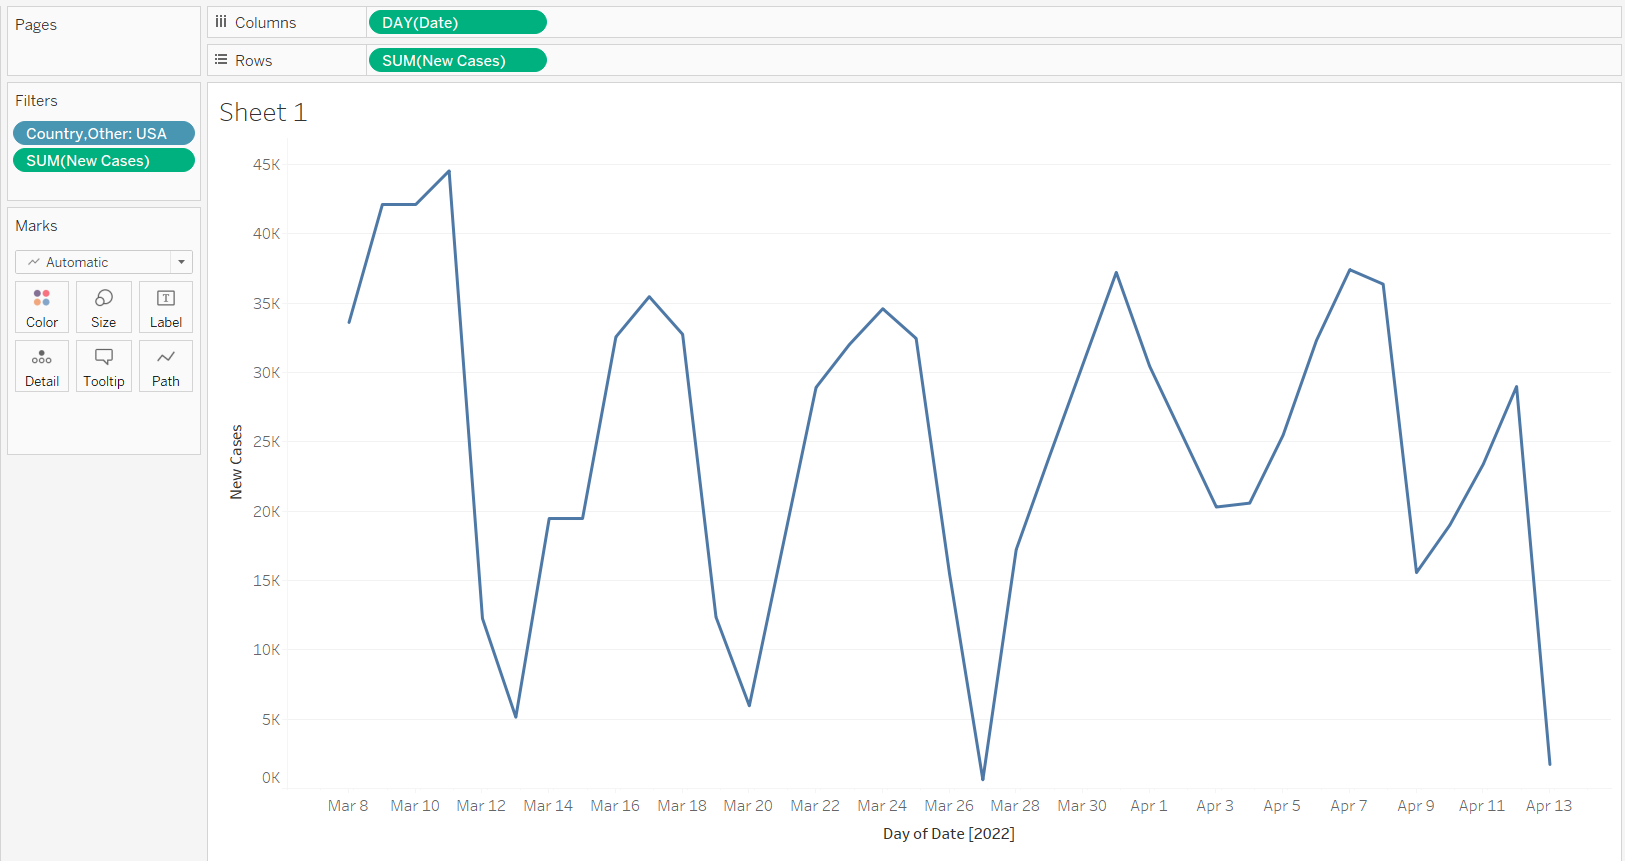 Pages
Columns
DAY(Date)
Rows
SUM(New Cases)
Filters
Country,Other: USA
SUM(New Cases)
Marks
Automatic
Color
Size
T
Label
Detail
Tooltip
Path
Sheet 1
45K
40K
35K
30K
25K
20K
15K
10K
5K
0K
New Cases
Mar 8
Mar 10
Mar 12
Mar 14
Mar 16
Mar 18
Mar 20
Mar 22
Mar 24
Mar 26
Mar 28
Mar 30
Apr 1
Apr 3
Apr 5
Apr 7
Apr 9
Apr 11
Apr 13
Day of Date [2022]